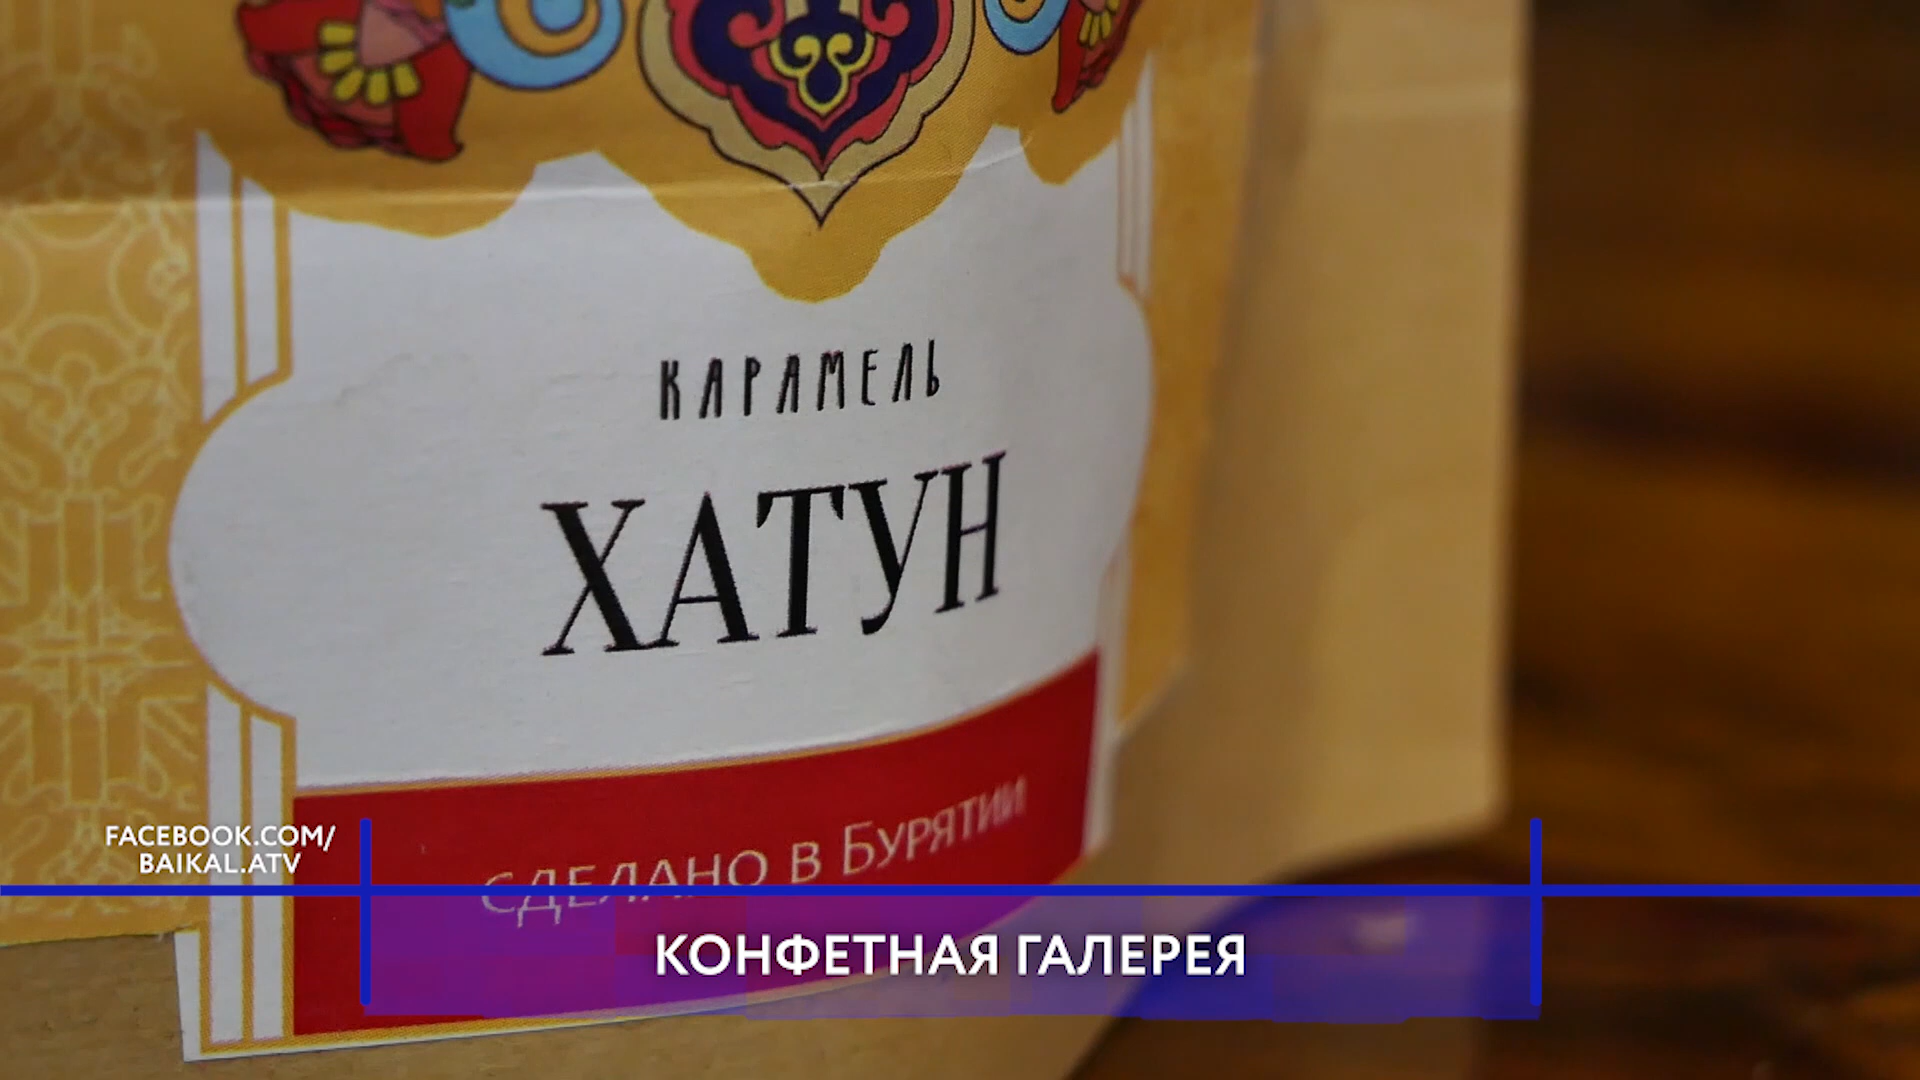 КАРАМЕЛЬ
ХАТУН
СДЕЛАНО В БУРЯТИИ
FACEBOOK.COM/
BAIKAL.ATV
КОНФЕТНАЯ ГАЛЕРЕЯ